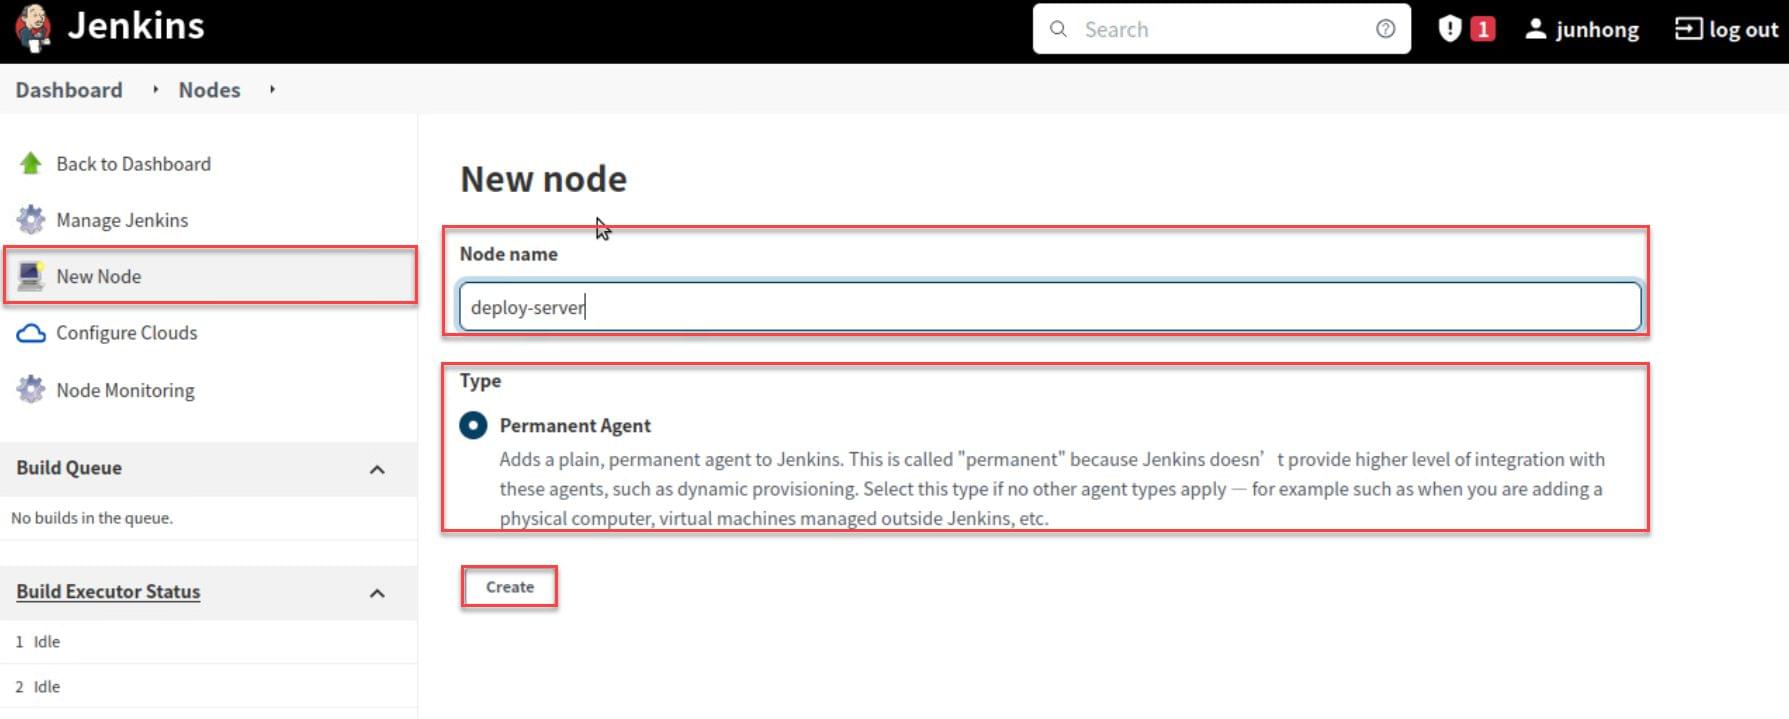 Jenkins
Search
1
junhong
log out
Dashboard
Nodes
Back to Dashboard
Manage Jenkins
New Node
Configure Clouds
Node Monitoring
Build Queue
No builds in the queue.
Build Executor Status
1 Idle
2 Idle
New node
Node name
deploy-server
Type
Permanent Agent
Adds a plain, permanent agent to Jenkins. This is called "permanent" because Jenkins doesn’ t provide higher level of integration with
these agents, such as dynamic provisioning. Select this type if no other agent types apply — for example such as when you are adding a
physical computer, virtual machines managed outside Jenkins, etc.
Create